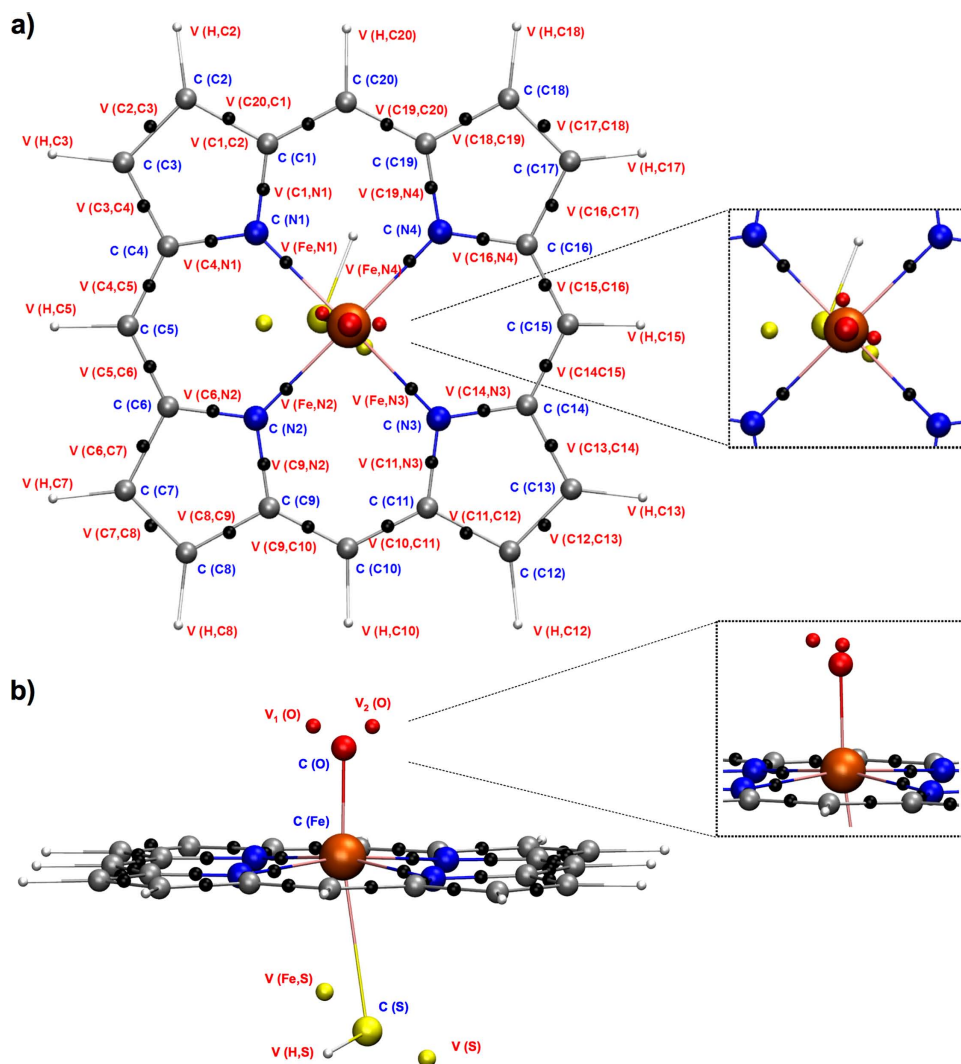 a)
V (H,C2)
V (H,C20)
V (H,C18)
C (C2)
C (C20)
C (C18)
V (C2,C3)
V (C20,C1)
V (C19,C20)
V (C17,C18)
V (C1,C2)
V (C18,C19)
V (H,C3)
C (C3)
C (C1)
C (C19)
C (C17)
V (H,C17)
V (C1,N1)
V (C19,N4)
V (C3,C4)
V (C16,C17)
C (N1)
C (N4)
C (C4)
C (C16)
V (C4,N1)
V (Fe,N1)
V (Fe,N4)
V (C16,N4)
V (C4,C5)
V (C15,C16)
V (H,C5)
C (C5)
C (C15)
V (H,C15)
V (C5,C6)
V (C14C15)
V (C6,N2)
V (Fe,N2)
V (Fe,N3)
V (C14,N3)
C (C6)
C (C14)
C (N2)
C (N3)
V (C6,C7)
V (C9,N2)
V (C11,N3)
V (C13,C14)
V (H,C7)
C (C7)
C (C9)
C (C11)
C (C13)
V (H,C13)
V (C7,C8)
V (C8,C9)
V (C9,C10)
V (C10,C11)
V (C11,C12)
V (C12,C13)
C (C8)
C (C10)
C (C12)
V (H,C8)
V (H,C10)
V (H,C12)
b)
V₁ (O)
V₂ (O)
C (O)
C (Fe)
V (Fe,S)
C (S)
V (H,S)
V (S)